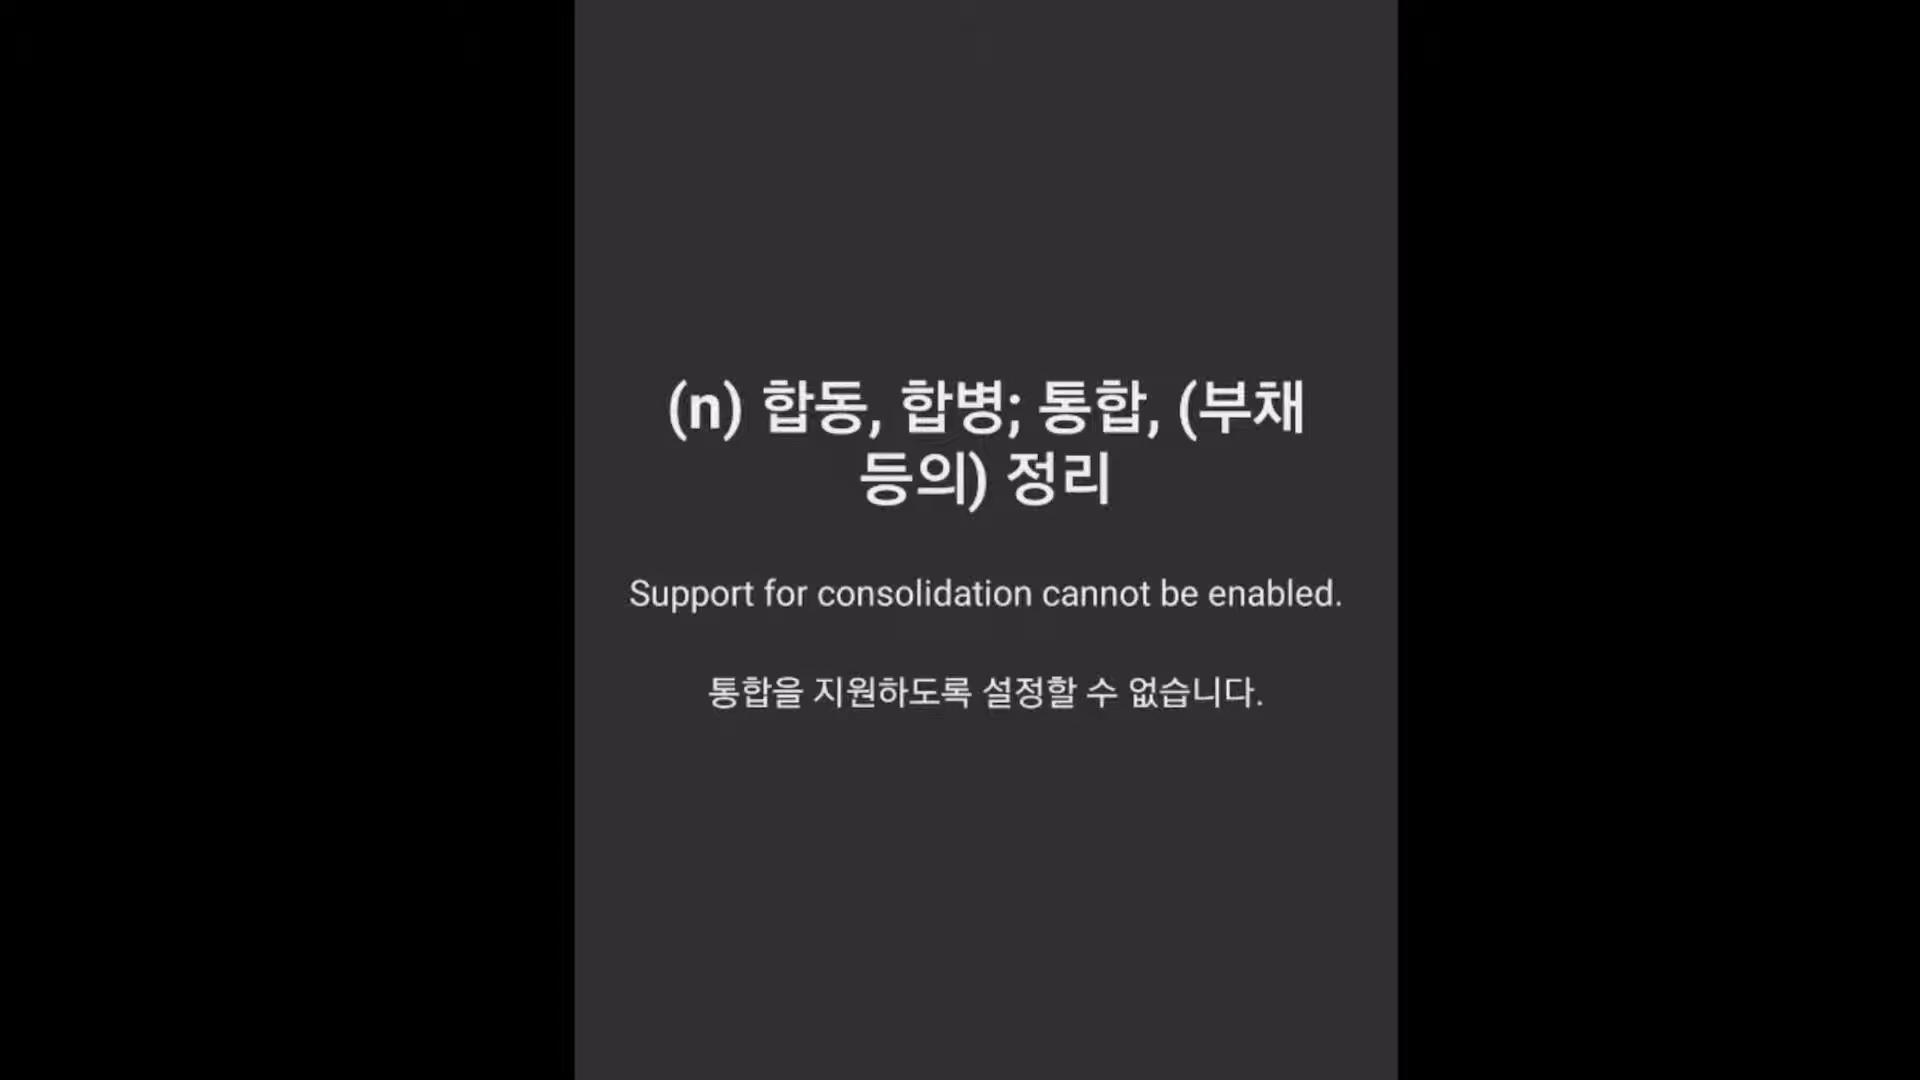 (n) 합동, 합병; 통합, (부채
등의) 정리
Support for consolidation cannot be enabled.
통합을 지원하도록 설정할 수 없습니다.